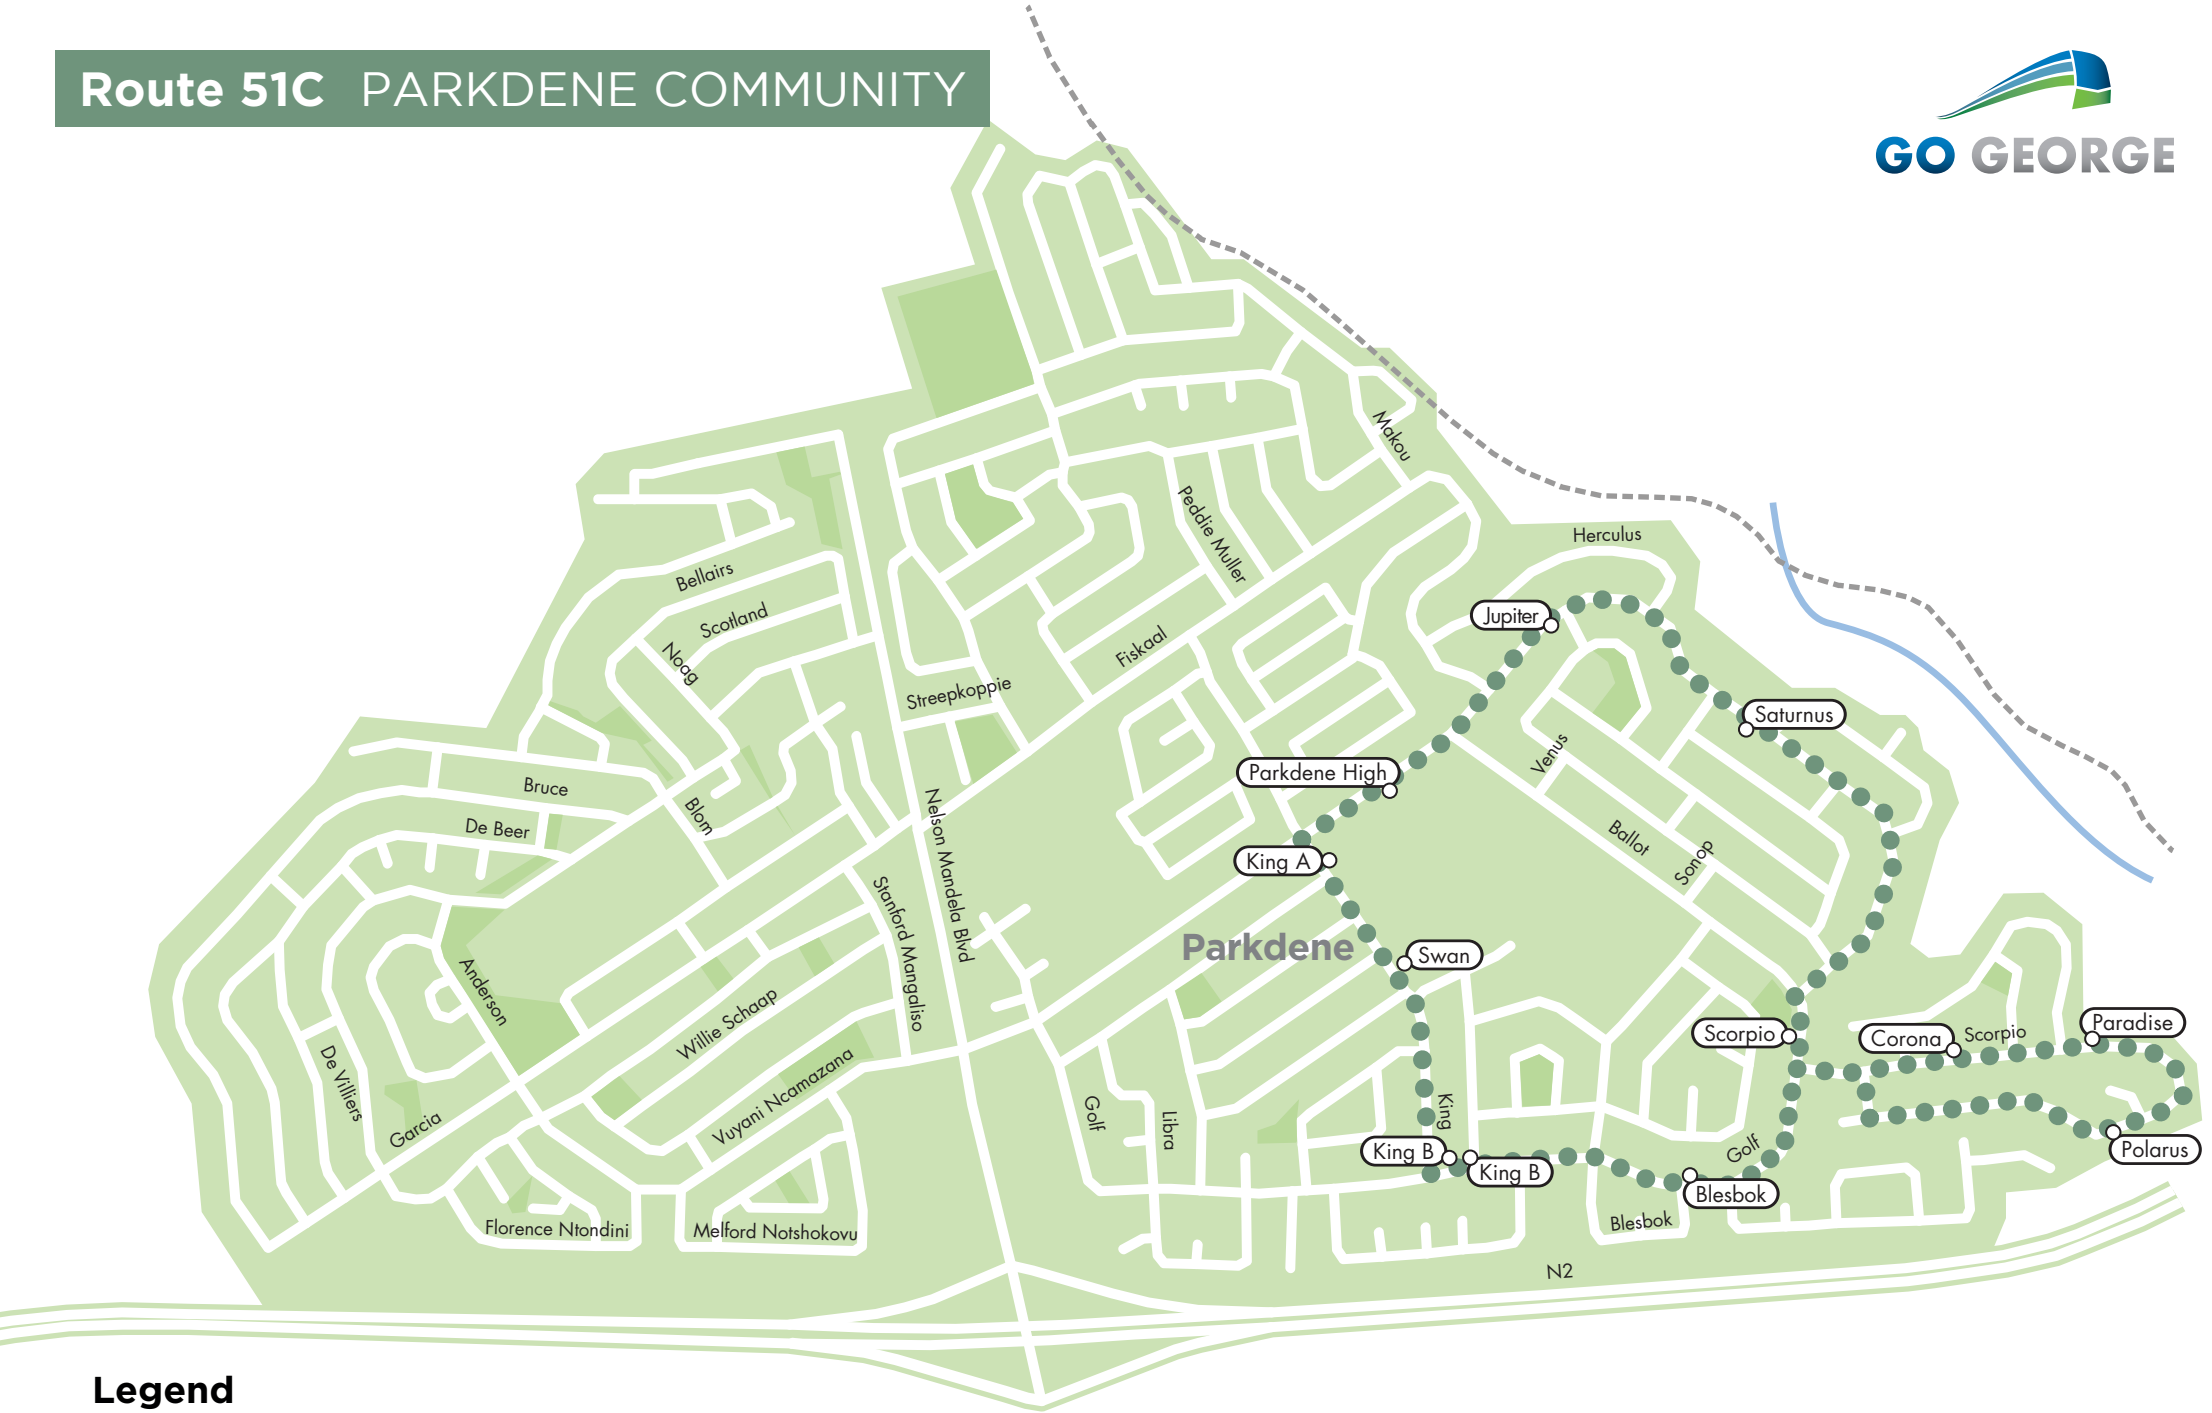 Route 51C PARKDENE COMMUNITY
GO GEORGE
Herculus
Makou
Peddie Muller
Jupiter
Bellairs
Scotland
Noag
Fiskaal
Streepkoppie
Saturnus
Venus
Parkdene High
Bruce
Blom
De Beer
Nelson Mandela Blvd
Ballot
Sonop
King A
Stanford Mangaliso
Parkdene
Swan
Anderson
Willie Schaap
Scorpio
Corona
Scorpio
Paradise
De Villiers
Vuyani Ncamazana
Garcia
Golf
Libra
King
King B
King B
Golf
Polarus
Blesbok
Blesbok
Florence Ntondini
Melford Notshokovu
N2
Legend